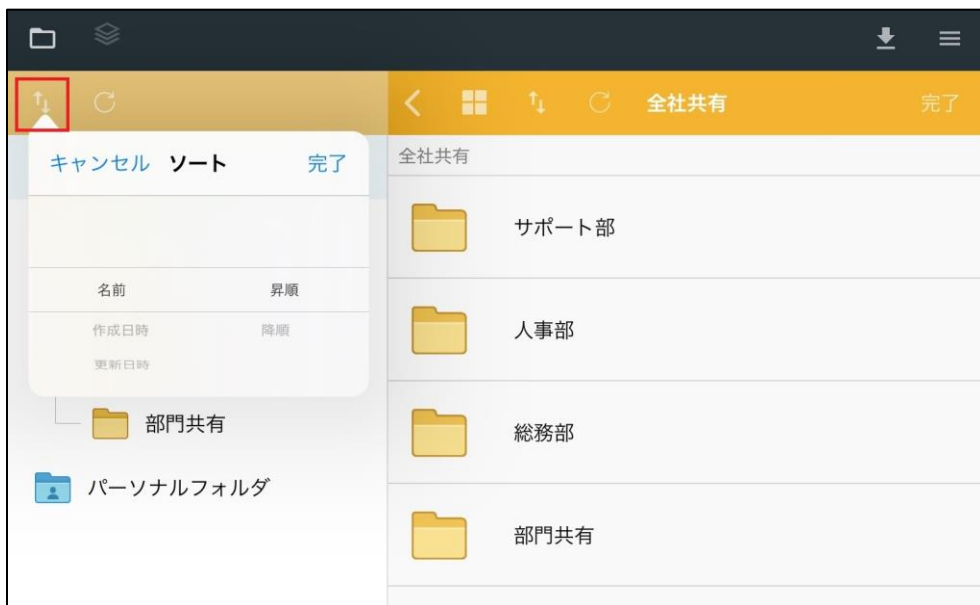 全社共有 完了
キャンセル ソート 完了
名前 昇順
作成日時 降順
更新日時
部門共有
パーソナルフォルダ
全社共有
サポート部
人事部
総務部
部門共有